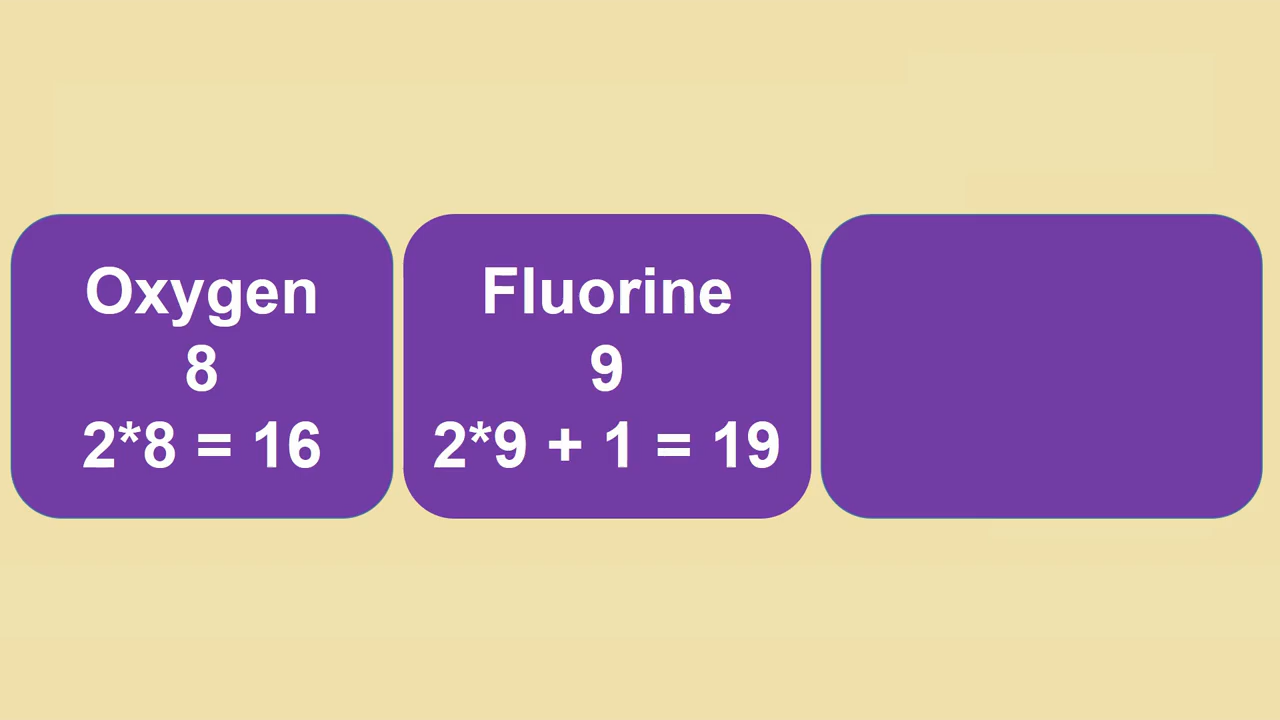 Oxygen
8
2*8 = 16
Fluorine
9
2*9 + 1 = 19